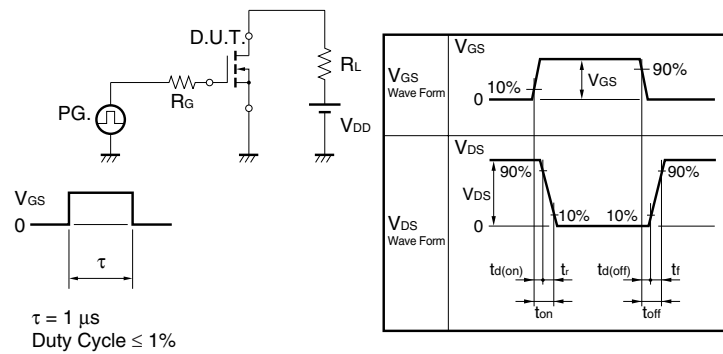 D.U.T.
RL
RG
PG.
VDD
VGS
0
τ
τ = 1 μs
Duty Cycle ≤ 1%
VGS
Wave Form
VGS
10%
VGS
90%
0
VDS
Wave Form
VDS
VDS
90%
90%
10%
10%
0
td(on)
tr
td(off)
tf
ton
toff